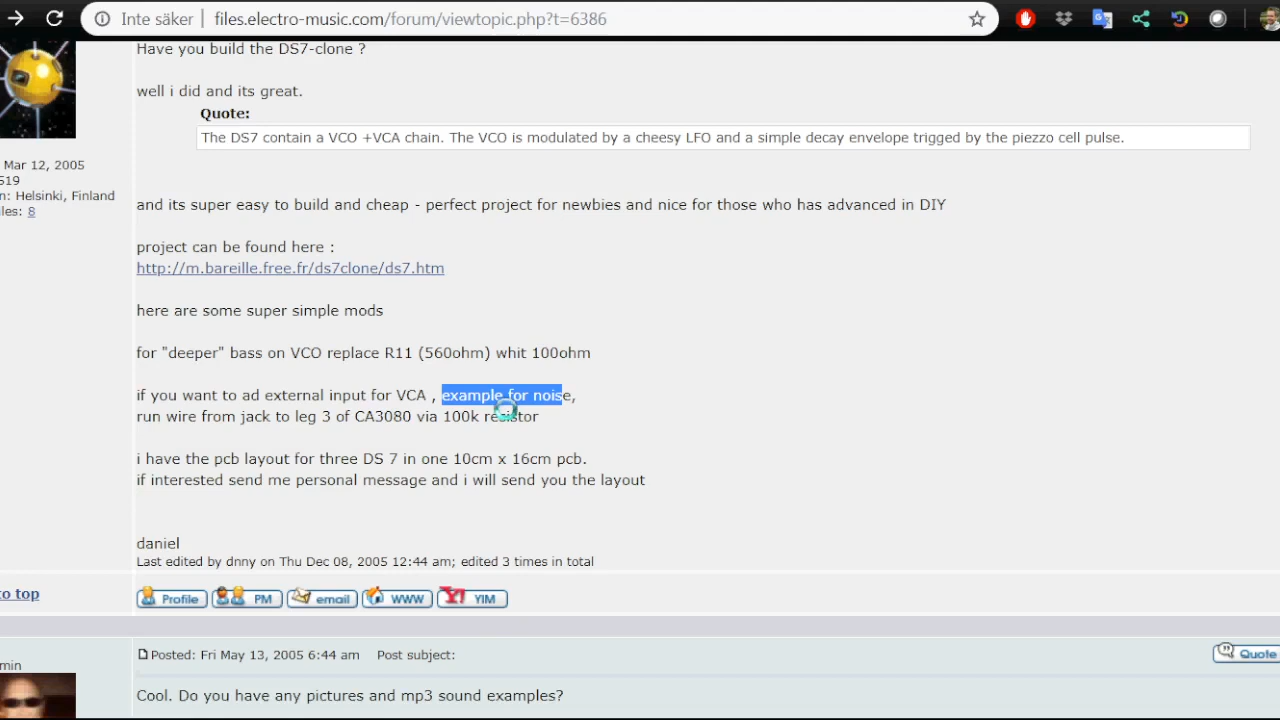 Inte säker
files.electro-music.com/forum/viewtopic.php?t=6386
Have you build the DS7-clone ?
well i did and its great.
Quote:
The DS7 contain a VCO +VCA chain. The VCO is modulated by a cheesy LFO and a simple decay envelope trigged by the piezzo cell pulse.
Mar 12, 2005
519
n: Helsinki, Finland
iles: 8
and its super easy to build and cheap - perfect project for newbies and nice for those who has advanced in DIY
project can be found here :
http://m.bareille.free.fr/ds7clone/ds7.htm
here are some super simple mods
for "deeper" bass on VCO replace R11 (560ohm) whit 100ohm
if you want to ad external input for VCA , example for noise,
run wire from jack to leg 3 of CA3080 via 100k resistor
i have the pcb layout for three DS 7 in one 10cm x 16cm pcb.
if interested send me personal message and i will send you the layout
daniel
Last edited by dnny on Thu Dec 08, 2005 12:44 am; edited 3 times in total
to top
Profile PM email WWW YIM
min
Posted: Fri May 13, 2005 6:44 am Post subject:
Quote
Cool. Do you have any pictures and mp3 sound examples?